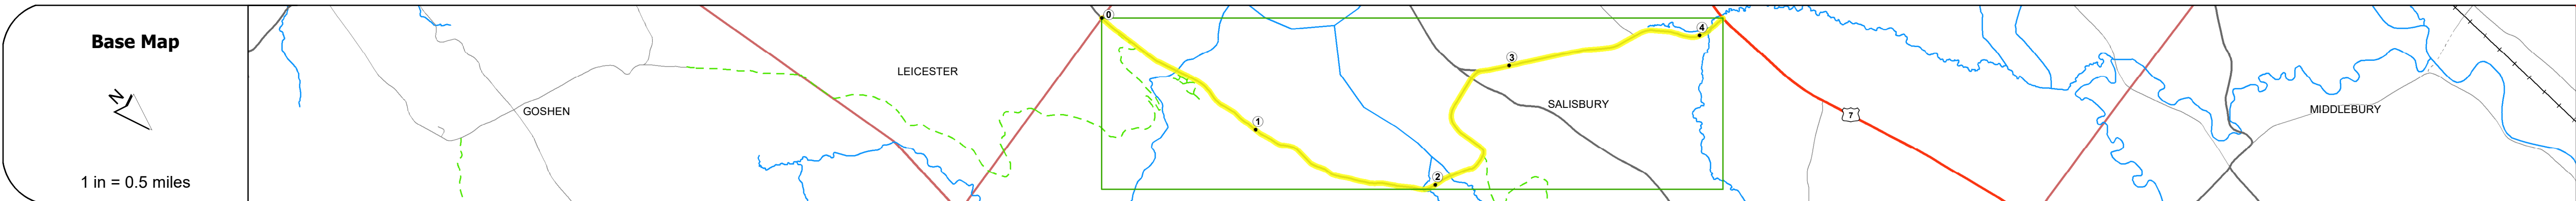 Base Map
N
1 in = 0.5 miles
GOSHEN
LEICESTER
0
1
2
3
4
SALISBURY
7
MIDDLEBURY